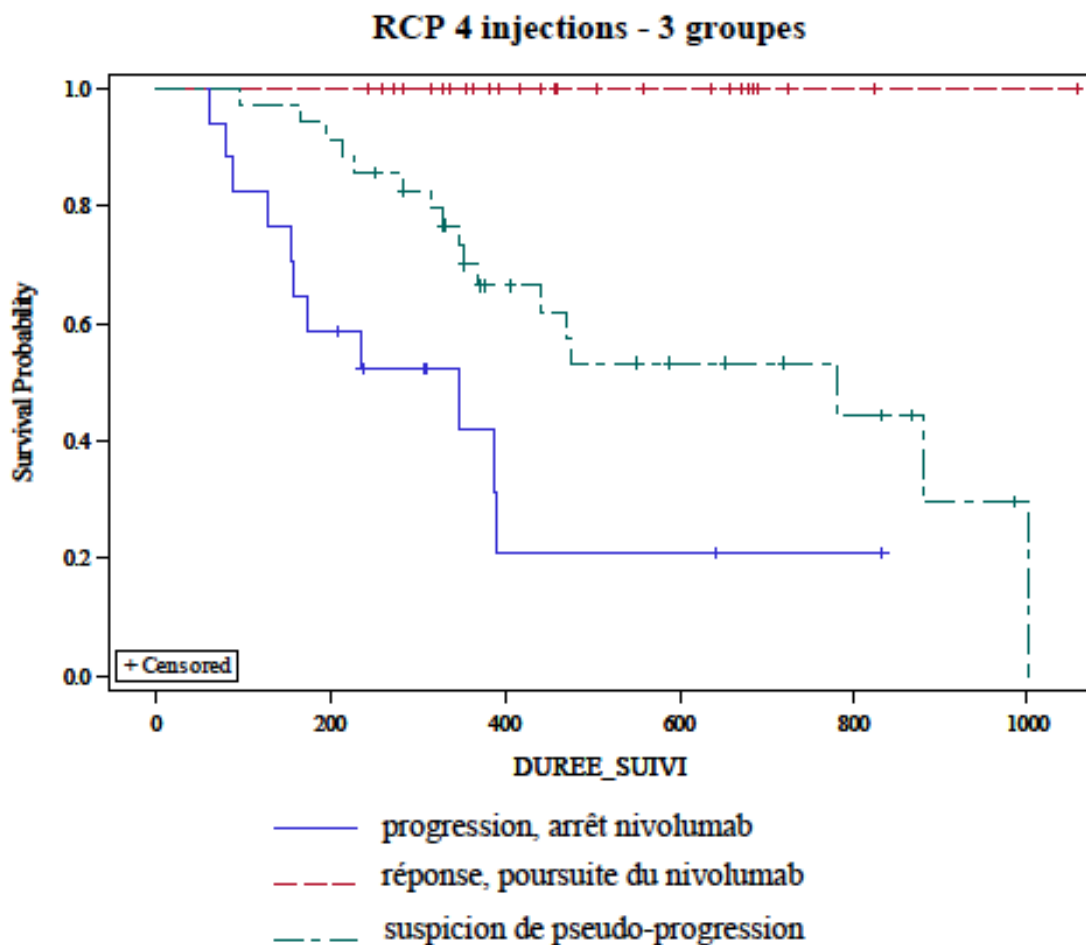 RCP 4 injections - 3 groupes
Survival Probability
1.0
0.8
0.6
0.4
0.2
0.0
+ Censored
0 200 400 600 800 1000
DUREE_SUIVI
progression, arrêt nivolumab
réponse, poursuite du nivolumab
suspicion de pseudo-progression